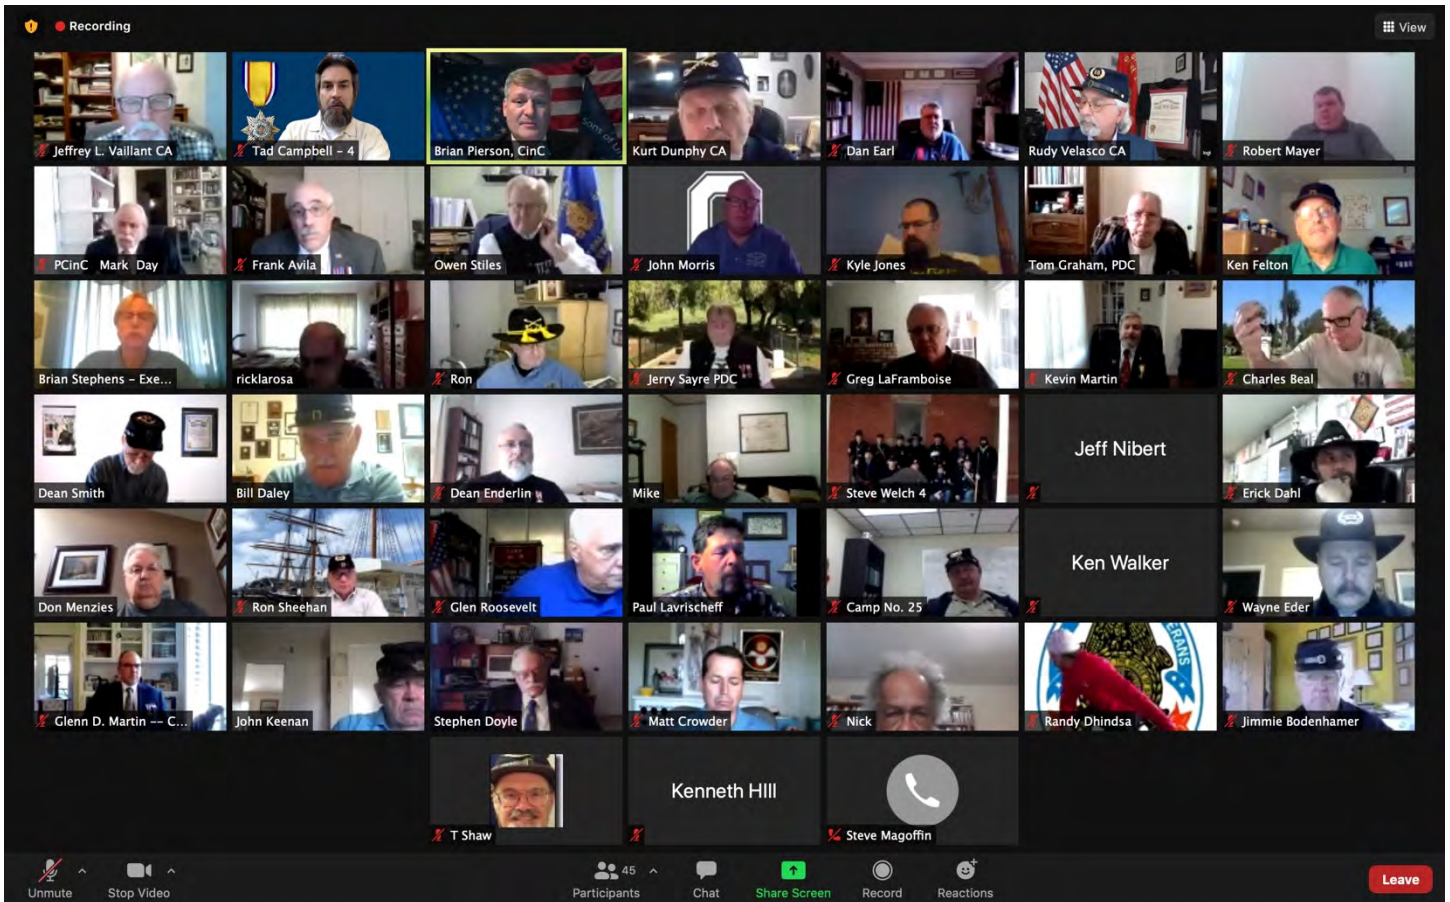 Recording
View
Jeffrey L. Vaillant CA
Tad Campbell - 4
Brian Pierson, CinC
Kurt Dunphy CA
Dan Earl
Rudy Velasco CA
Robert Mayer
PCinC Mark Day
Frank Avila
Owen Stiles
John Morris
Kyle Jones
Tom Graham, PDC
Ken Felton
Brian Stephens - Exe...
ricklarosa
Ron
Jerry Sayre PDC
Greg LaFramboise
Kevin Martin
Charles Beal
Dean Smith
Bill Daley
Dean Enderlin
Mike
Steve Welch 4
Jeff Nibert
Erick Dahl
Don Menzies
Ron Sheehan
Glen Roosevelt
Paul Lavrischeff
Camp No. 25
Ken Walker
Wayne Eder
Glenn D. Martin -- C...
John Keenan
Stephen Doyle
Matt Crowder
Nick
ERANS
Randy Dhindsa
Jimmie Bodenhamer
T Shaw
Kenneth HIll
Steve Magoffin
Unmute
Stop Video
45
Participants
Chat
Share Screen
Record
Reactions
Leave